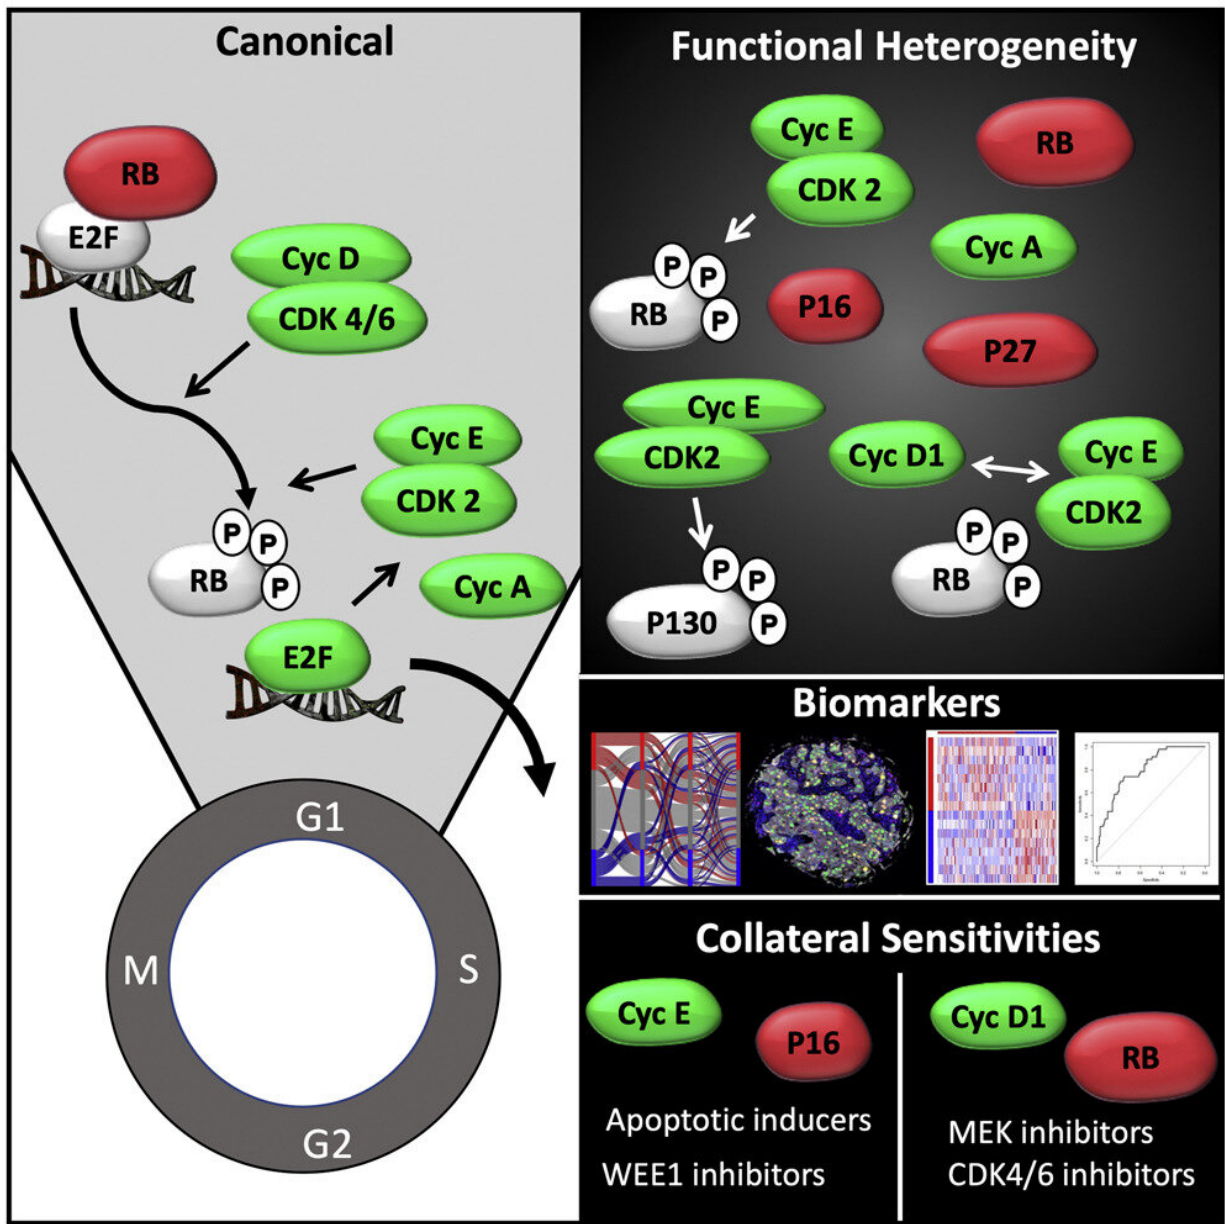 Canonical
RB
E2F
Cyc D
CDK 4/6
Cyc E
CDK 2
P
P
P
RB
Cyc A
E2F
G1
M
S
G2
Functional Heterogeneity
Cyc E
CDK 2
RB
Cyc A
P
P
P
RB
P16
P27
Cyc E
CDK2
Cyc D1
Cyc E
CDK2
P
P
P
RB
P
P
P
P130
Biomarkers
Collateral Sensitivities
Cyc E
P16
Apoptotic inducers
WEE1 inhibitors
Cyc D1
RB
MEK inhibitors
CDK4/6 inhibitors